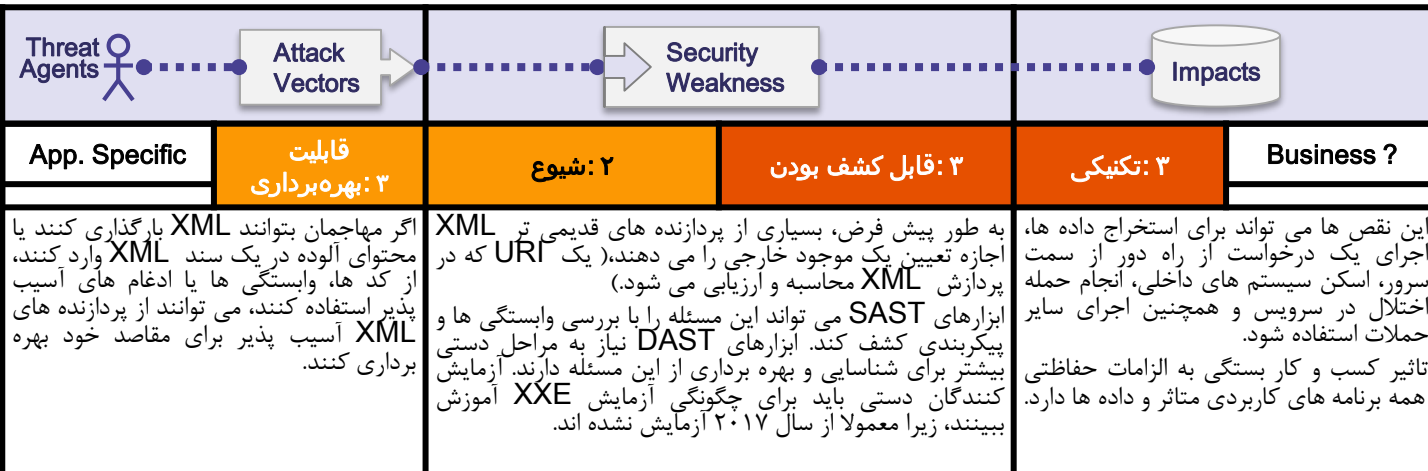 Threat
Agents
Attack
Vectors
Security
Weakness
Impacts
App. Specific
قابلیت
بهره‌برداری: ۳
شیوع: ۲
قابل کشف بودن: ۳
تکنیکی: ۳
Business ?
اگر مهاجمان بتوانند XML بارگذاری کنند یا
محتوای آلوده در یک سند XML وارد کنند،
از کد ها، وابستگی ها یا ادغام های آسیب
پذیر استفاده کنند، می توانند از پردازنده های
XML آسیب پذیر برای مقاصد خود بهره
برداری کنند.
به طور پیش فرض، بسیاری از پردازنده های قدیمی تر XML
اجازه تعیین یک موجود خارجی را می دهند،( یک URI که در
پردازش XML محاسبه و ارزیابی می شود.)
ابزارهای SAST می تواند این مسئله را با بررسی وابستگی ها و
پیکربندی کشف کند. ابزارهای DAST نیاز به مراحل دستی
بیشتر برای شناسایی و بهره برداری از این مسئله دارند. آزمایش
کنندگان دستی باید برای چگونگی آزمایش XXE آموزش
ببینند، زیرا معمولا از سال ۲۰۱۷ آزمایش نشده اند.
این نقص ها می تواند برای استخراج داده ها،
اجرای یک درخواست از راه دور از سمت
سرور، اسکن سیستم های داخلی، انجام حمله
اختلال در سرویس و همچنین اجرای سایر
حملات استفاده شود.
تاثیر کسب و کار بستگی به الزامات حفاظتی
همه برنامه های کاربردی متاثر و داده ها دارد.